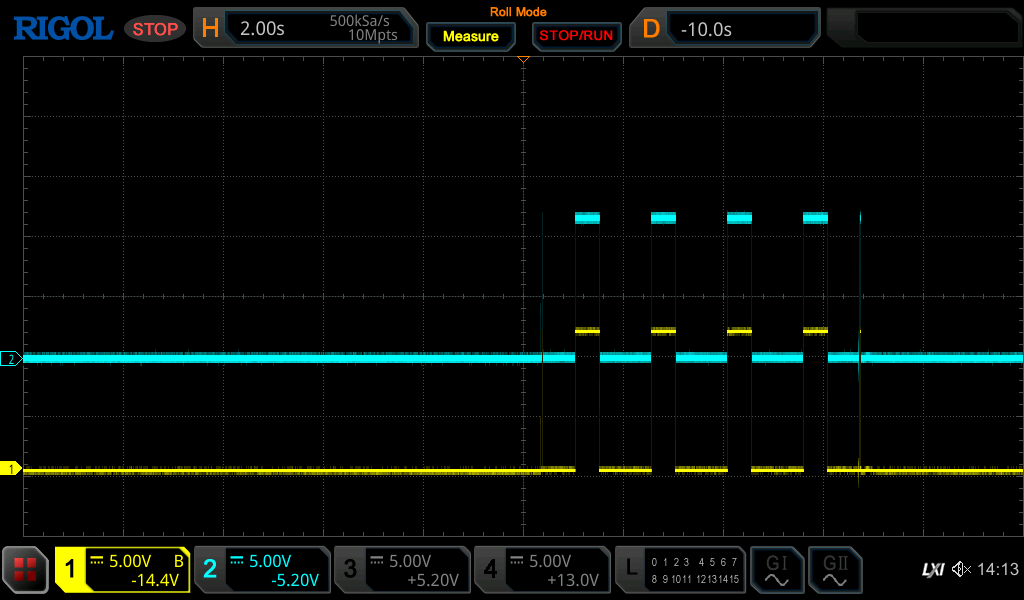 Roll Mode
RIGOL STOP H 2.00s 500kSa/s 10Mpts Measure STOP/RUN D -10.0s
2
1
1 5.00V B -14.4V
2 5.00V -5.20V
3 5.00V +5.20V
4 5.00V +13.0V
L 0 1 2 3 4 5 6 7
8 9 10 11 12 13 14 15
GI GII
LXI 14:13